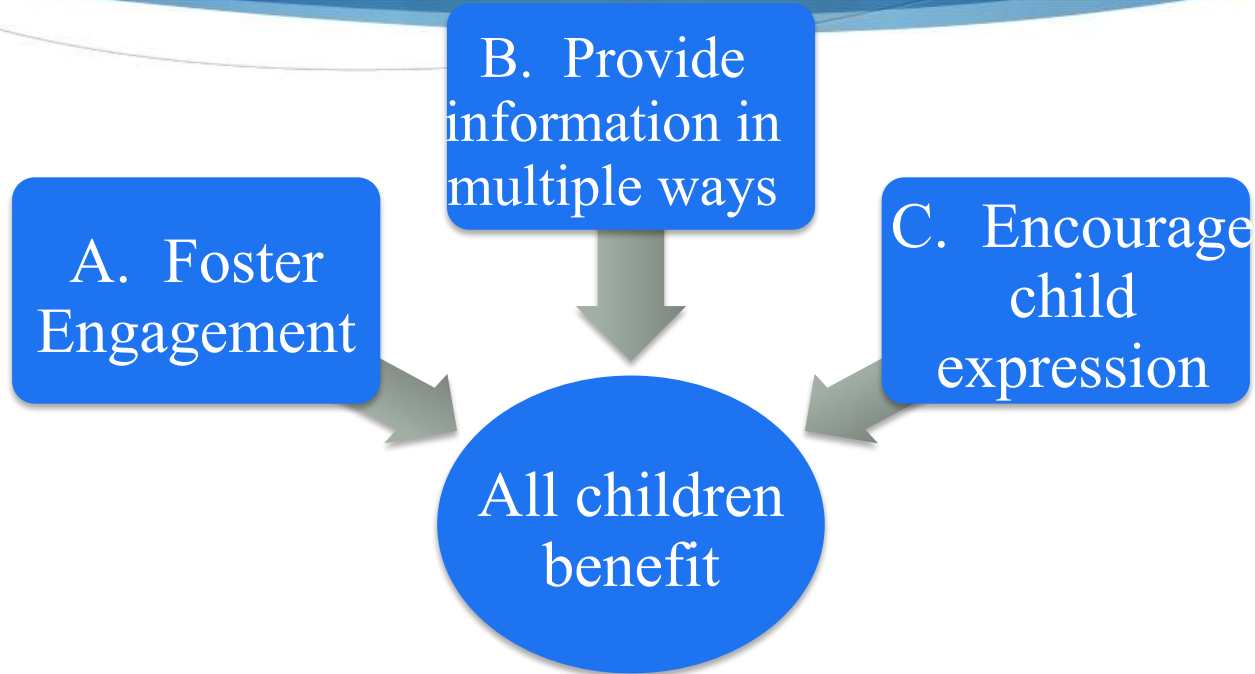 B. Provide
information in
multiple ways
A. Foster
Engagement
C. Encourage
child
expression
All children
benefit